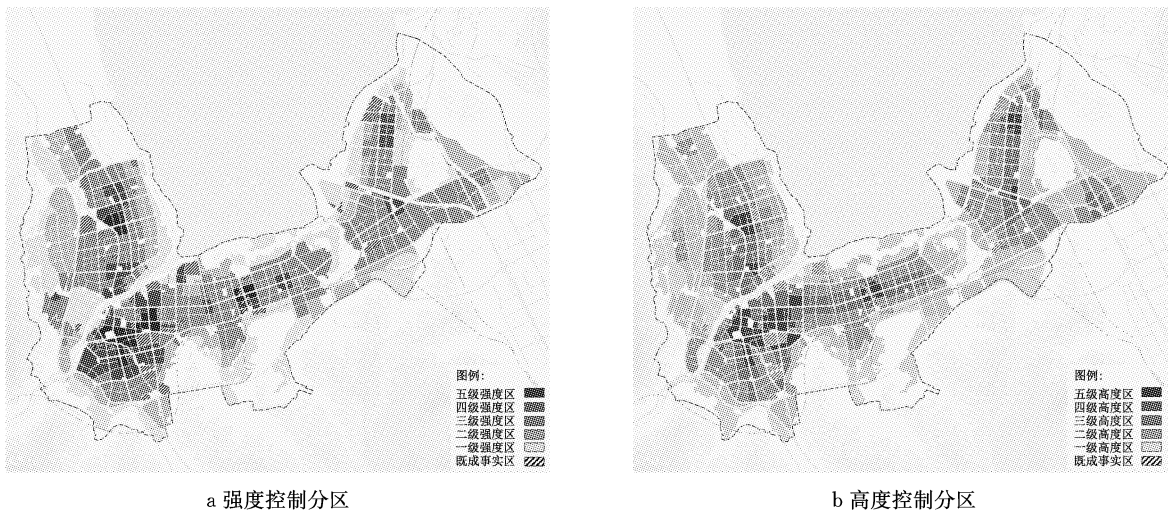 图例：
五级强度区
四级强度区
三级强度区
二级强度区
一级强度区
既成事实区
图例：
五级高度区
四级高度区
三级高度区
二级高度区
一级高度区
既成事实区
a 强度控制分区
b 高度控制分区